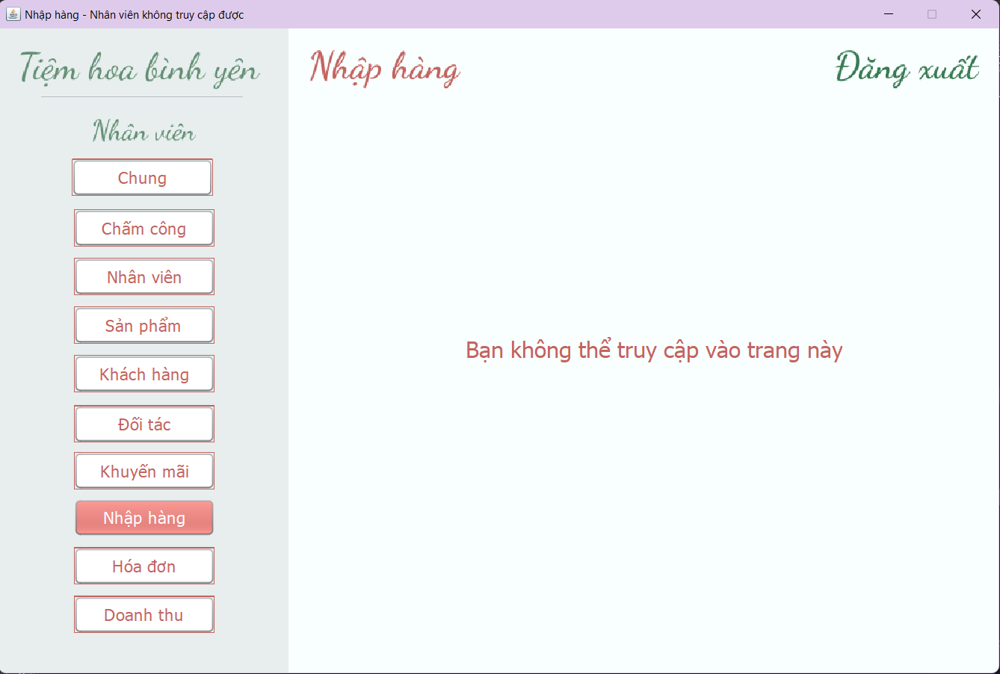 Nhập hàng - Nhân viên không truy cập được
Tiệm hoa bình yên
Nhân viên
Chung
Chấm công
Nhân viên
Sản phẩm
Khách hàng
Đối tác
Khuyến mãi
Nhập hàng
Hóa đơn
Doanh thu
Nhập hàng
Đăng xuất
Bạn không thể truy cập vào trang này